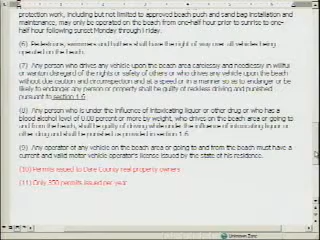 protection work, including but not limited to approved beach push and sand bag installation and
maintenance, may only be operated on the beach from one-half hour prior to sunrise to one-
half hour following sunset Monday through Friday.
(6) Pedestrians, swimmers and bathers shall have the right of way over all vehicles being
operated on the beach.
(7) Any person who drives any vehicle upon the beach area carelessly and needlessly in willful
or wanton disregard of the rights or safety of others or who drives any vehicle upon the beach
without due caution and circumspection and at a speed or in a manner so as to endanger or be
likely to endanger any person or property shall be guilty of reckless driving and punished
pursuant to section 1.6
(8) Any person who is under the influence of intoxicating liquor or other drug or who has a
blood alcohol level of 0.00 percent or more by weight, who drives on the beach area or going to
and from the beach, shall be guilty of driving while under the influence of intoxicating liquor or
other drug and shall be punished as provided in section 1.6
(9) Any operator of any vehicle on the beach area or going to and from the beach must have a
current and valid motor vehicle operator's license issued by the state of his residence.
(10) Permits issued to Dare County real property owners
(11) Only 350 permits issued per year
Unknown Zone